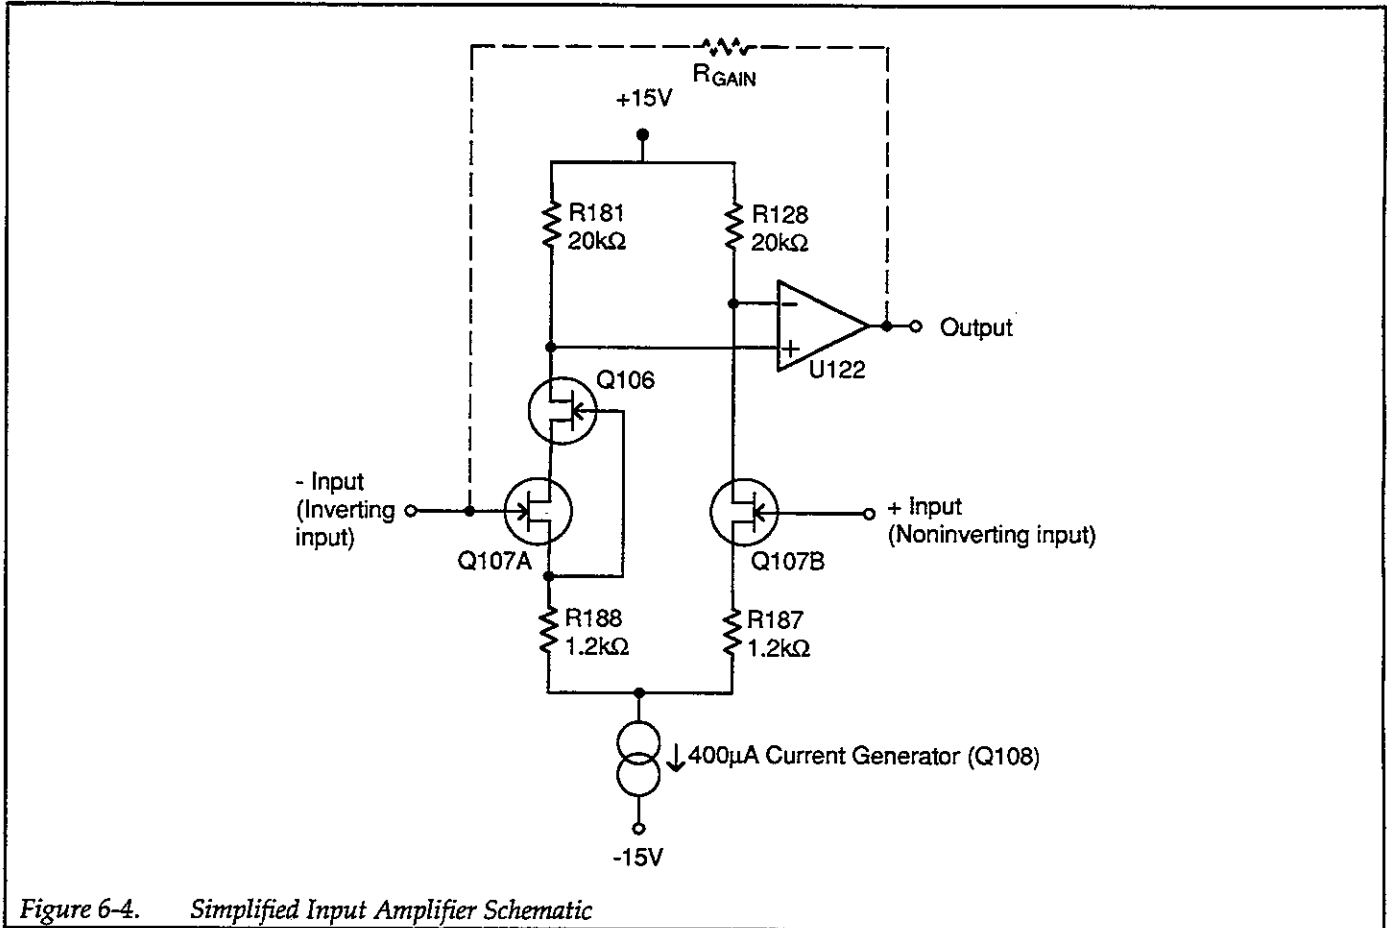 R_GAIN
+15V
R181
20kΩ
R128
20kΩ
−
+
Output
U122
Q106
- Input
(Inverting
input)
+ Input
(Noninverting input)
Q107A
Q107B
R188
1.2kΩ
R187
1.2kΩ
400µA Current Generator (Q108)
-15V
Figure 6-4. Simplified Input Amplifier Schematic